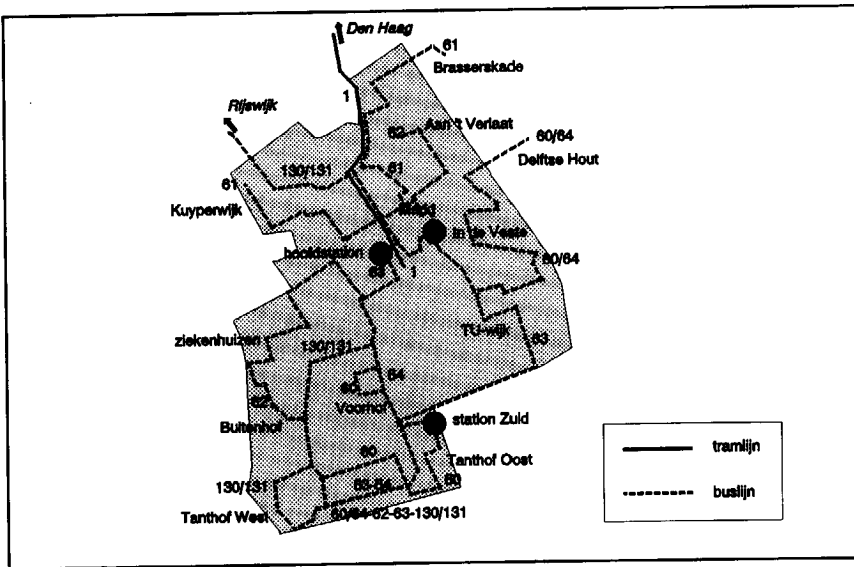 Den Haag
61
Brasserskade
1
Rijswijk
62
Aan 't Verlaat
60/64
Delftse Hout
130/131
61
61
Kuyperwijk
In de Veste
hoofdstation
63
1
60/64
TU-wijk
63
ziekenhuizen
130/131
64
60
62
Voorhof
Buitenhof
station Zuid
60
Tanthof Oost
130/131
63-64
60
Tanthof West
60/64-62-63-130/131
tramlijn
buslijn